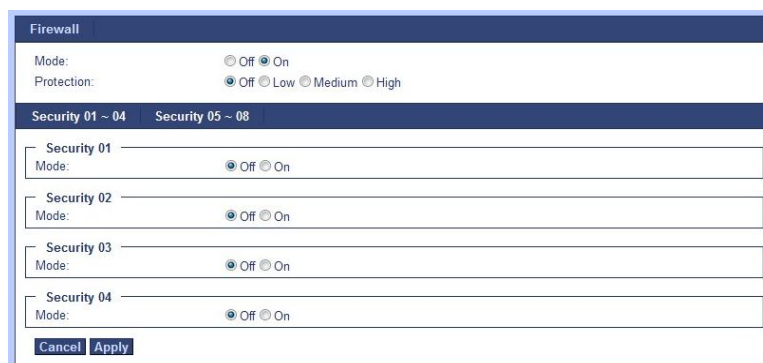 Firewall
Mode: Off On
Protection: Off Low Medium High
Security 01 ~ 04 Security 05 ~ 08
Security 01
Mode: Off On
Security 02
Mode: Off On
Security 03
Mode: Off On
Security 04
Mode: Off On
Cancel Apply